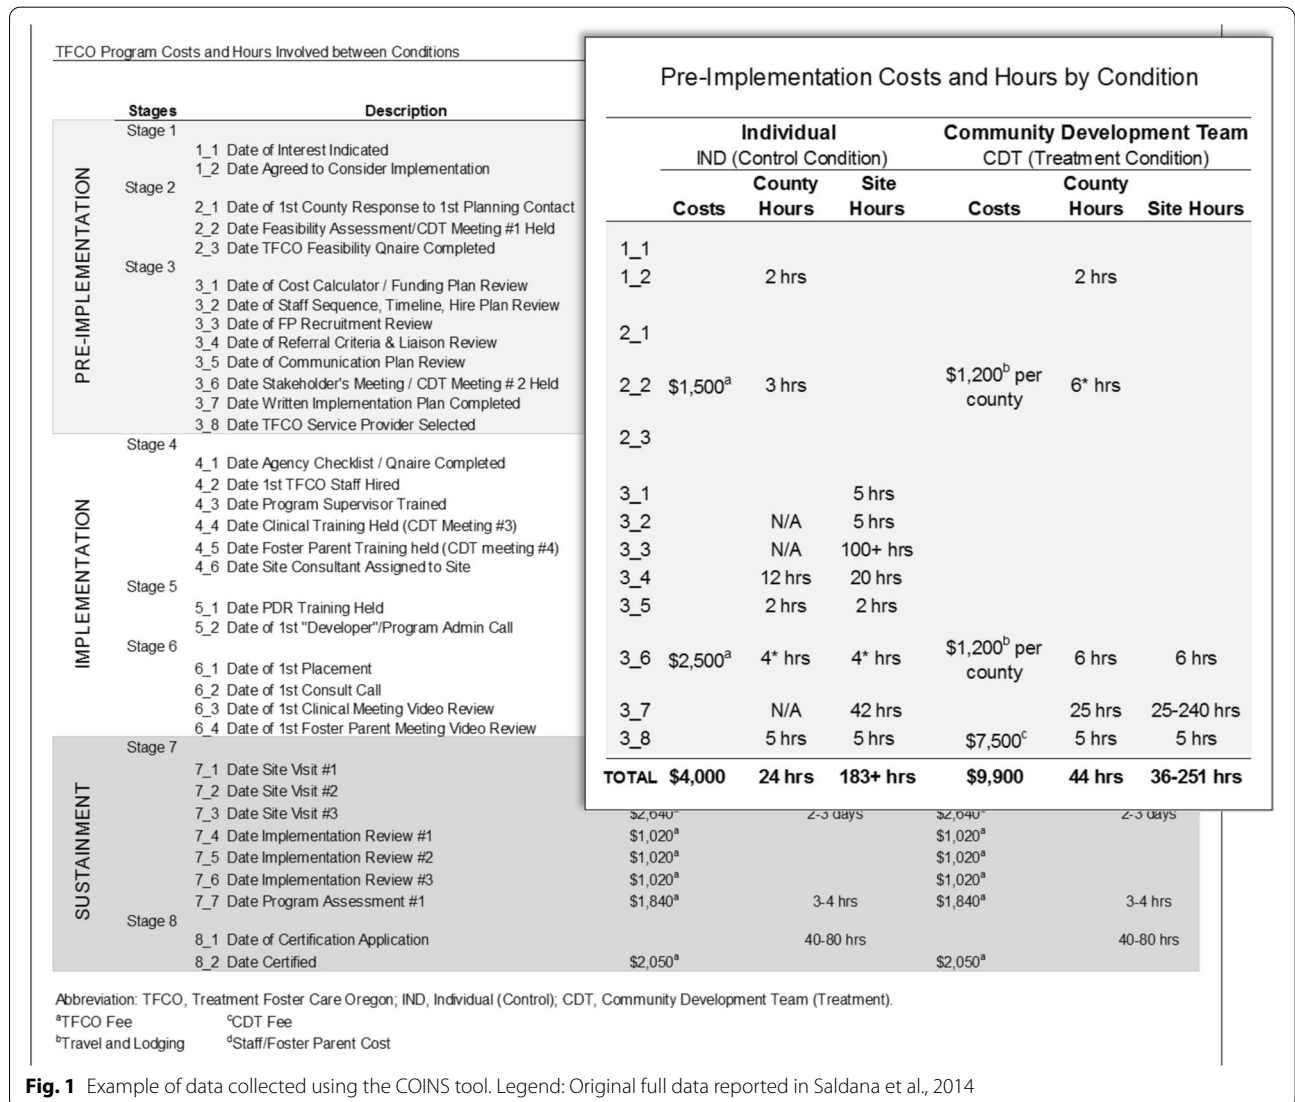 TFCO Program Costs and Hours Involved between Conditions
Stages Description
PRE-IMPLEMENTATION
Stage 1
1_1 Date of Interest Indicated
1_2 Date Agreed to Consider Implementation
Stage 2
2_1 Date of 1st County Response to 1st Planning Contact
2_2 Date Feasibility Assessment/CDT Meeting #1 Held
2_3 Date TFCO Feasibility Qnaire Completed
Stage 3
3_1 Date of Cost Calculator / Funding Plan Review
3_2 Date of Staff Sequence, Timeline, Hire Plan Review
3_3 Date of FP Recruitment Review
3_4 Date of Referral Criteria & Liaison Review
3_5 Date of Communication Plan Review
3_6 Date Stakeholder's Meeting / CDT Meeting # 2 Held
3_7 Date Written Implementation Plan Completed
3_8 Date TFCO Service Provider Selected
IMPLEMENTATION
Stage 4
4_1 Date Agency Checklist / Qnaire Completed
4_2 Date 1st TFCO Staff Hired
4_3 Date Program Supervisor Trained
4_4 Date Clinical Training Held (CDT Meeting #3)
4_5 Date Foster Parent Training held (CDT meeting #4)
4_6 Date Site Consultant Assigned to Site
Stage 5
5_1 Date PDR Training Held
5_2 Date of 1st "Developer"/Program Admin Call
Stage 6
6_1 Date of 1st Placement
6_2 Date of 1st Consult Call
6_3 Date of 1st Clinical Meeting Video Review
6_4 Date of 1st Foster Parent Meeting Video Review
SUSTAINMENT
Stage 7
7_1 Date Site Visit #1
7_2 Date Site Visit #2
7_3 Date Site Visit #3 $2,640ª 2-3 days $2,640ª 2-3 days
7_4 Date Implementation Review #1 $1,020ª $1,020ª
7_5 Date Implementation Review #2 $1,020ª $1,020ª
7_6 Date Implementation Review #3 $1,020ª $1,020ª
7_7 Date Program Assessment #1 $1,840ª 3-4 hrs $1,840ª 3-4 hrs
Stage 8
8_1 Date of Certification Application 40-80 hrs 40-80 hrs
8_2 Date Certified $2,050ª $2,050ª
Pre-Implementation Costs and Hours by Condition
Individual Community Development Team
IND (Control Condition) CDT (Treatment Condition)
County Site County
Costs Hours Hours Costs Hours Site Hours
1_1
1_2 2 hrs 2 hrs
2_1
2_2 $1,500ª 3 hrs $1,200ᵇ per county 6* hrs
2_3
3_1 5 hrs
3_2 N/A 5 hrs
3_3 N/A 100+ hrs
3_4 12 hrs 20 hrs
3_5 2 hrs 2 hrs
3_6 $2,500ª 4* hrs 4* hrs $1,200ᵇ per county 6 hrs 6 hrs
3_7 N/A 42 hrs 25 hrs 25-240 hrs
3_8 5 hrs 5 hrs $7,500ᶜ 5 hrs 5 hrs
TOTAL $4,000 24 hrs 183+ hrs $9,900 44 hrs 36-251 hrs
Abbreviation: TFCO, Treatment Foster Care Oregon; IND, Individual (Control); CDT, Community Development Team (Treatment).
ªTFCO Fee ᶜCDT Fee
ᵇTravel and Lodging ᵈStaff/Foster Parent Cost
Fig. 1 Example of data collected using the COINS tool. Legend: Original full data reported in Saldana et al., 2014